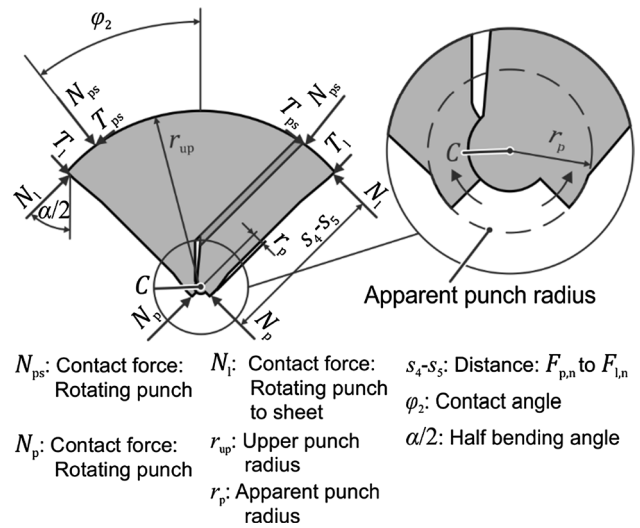 φ₂
Nₚₛ
Tₚₛ
Tₗ
Nₗ
α/2
rᵤₚ
Tₚₛ
Nₚₛ
Tₗ
Nₗ
rₚ
s₄-s₅
C
Nₚ
Nₚ
C
rₚ
Apparent punch radius
Nₚₛ: Contact force:
Rotating punch
Nₚ: Contact force:
Rotating punch
Nₗ: Contact force:
Rotating punch
to sheet
rᵤₚ: Upper punch
radius
rₚ: Apparent punch
radius
s₄-s₅: Distance: Fₚ,ₙ to Fₗ,ₙ
φ₂: Contact angle
α/2: Half bending angle